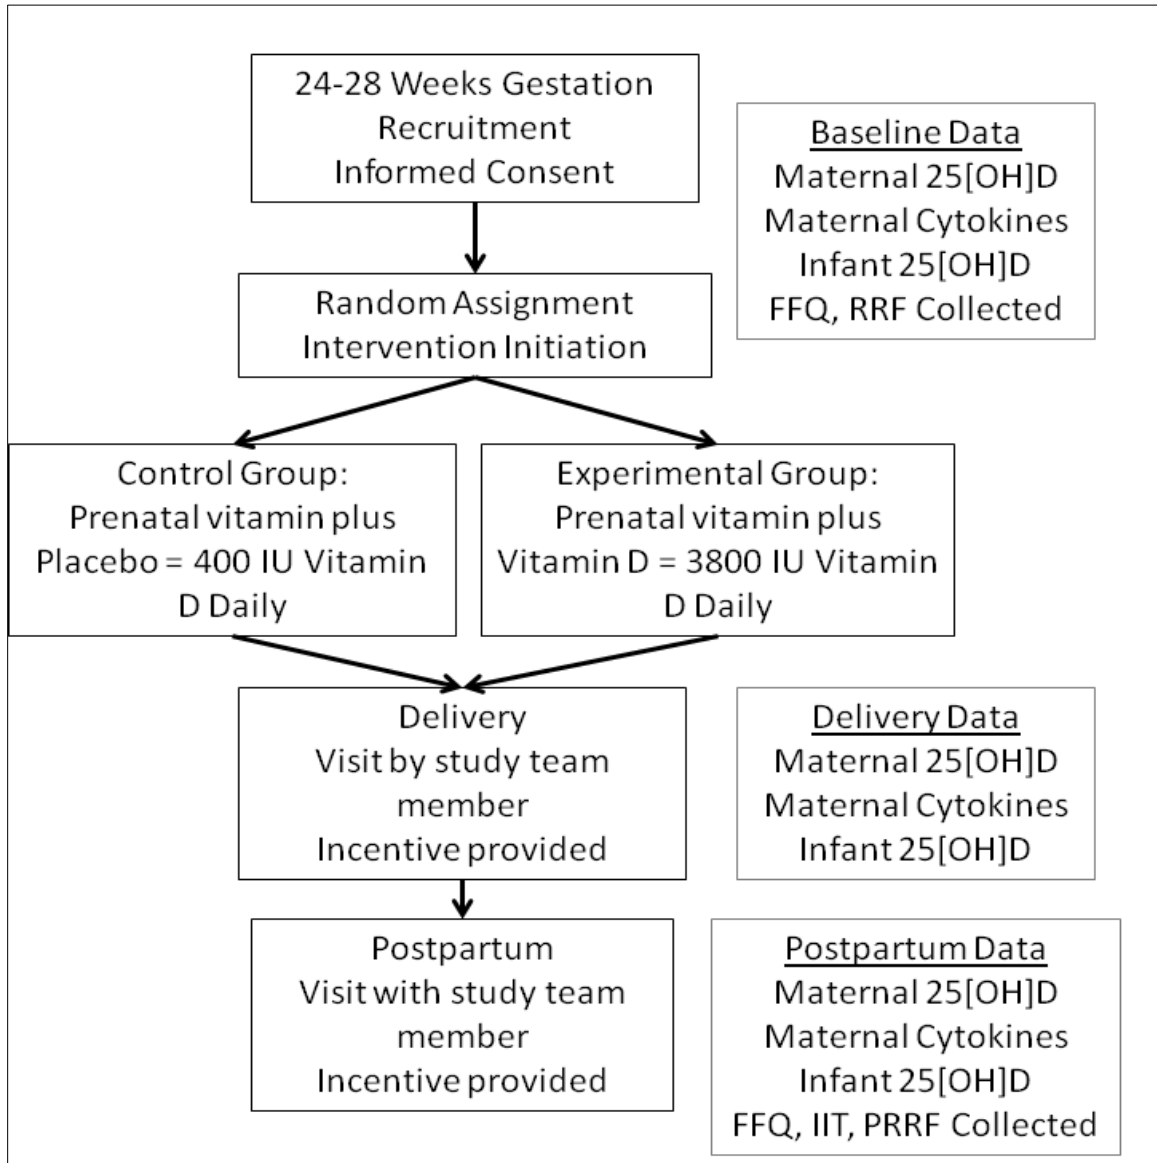 24-28 Weeks Gestation
Recruitment
Informed Consent
Baseline Data
Maternal 25[OH]D
Maternal Cytokines
Infant 25[OH]D
FFQ, RRF Collected
Random Assignment
Intervention Initiation
Control Group:
Prenatal vitamin plus
Placebo = 400 IU Vitamin
D Daily
Experimental Group:
Prenatal vitamin plus
Vitamin D = 3800 IU Vitamin
D Daily
Delivery
Visit by study team
member
Incentive provided
Delivery Data
Maternal 25[OH]D
Maternal Cytokines
Infant 25[OH]D
Postpartum
Visit with study team
member
Incentive provided
Postpartum Data
Maternal 25[OH]D
Maternal Cytokines
Infant 25[OH]D
FFQ, IIT, PRRF Collected